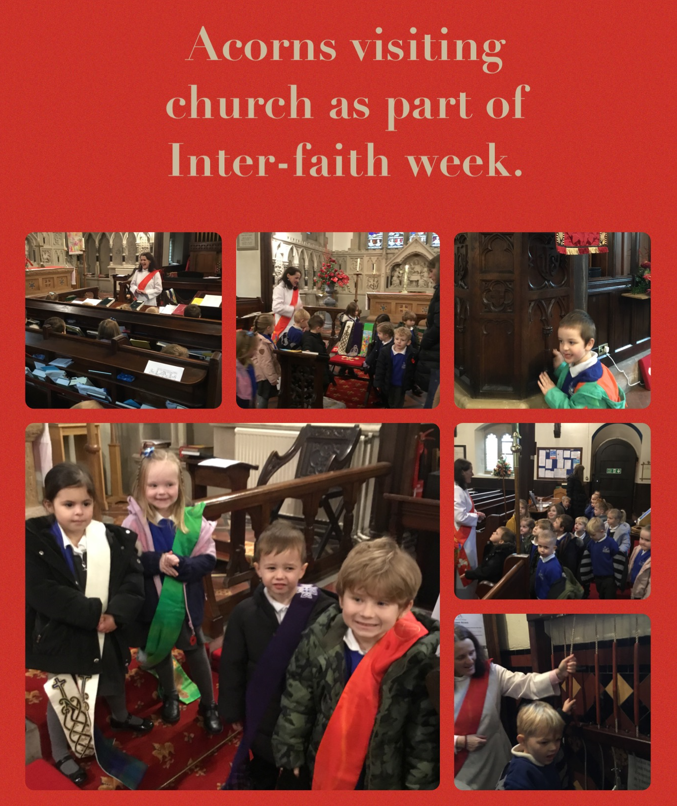 Acorns visiting
church as part of
Inter-faith week.